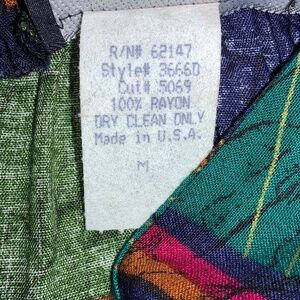 R/N# 62147
Style# 3666D
Cut# 5069
100% RAYON
DRY CLEAN ONLY
Made in U.S.A.
M